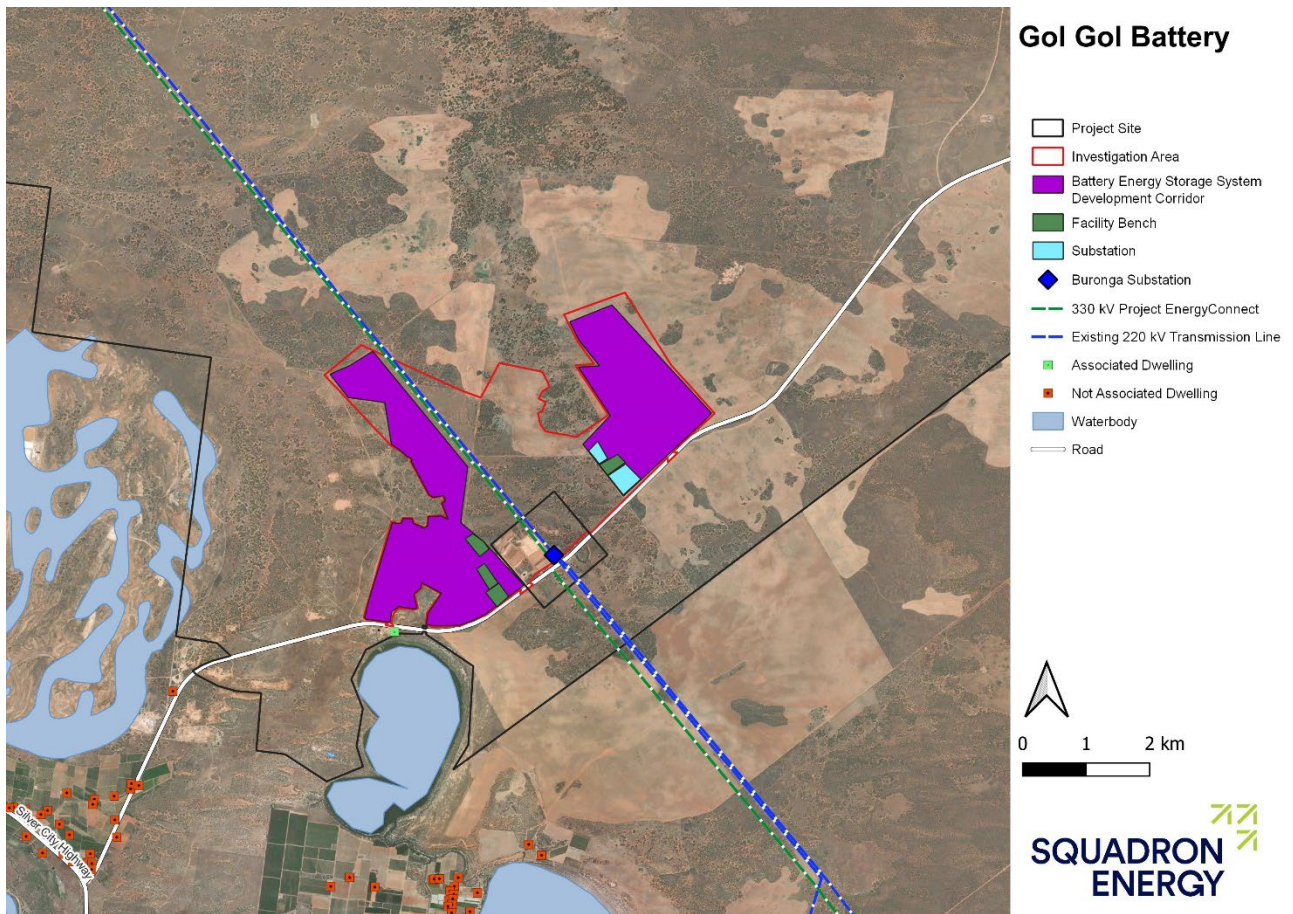 Gol Gol Battery
Project Site
Investigation Area
Battery Energy Storage System
Development Corridor
Facility Bench
Substation
Buronga Substation
330 kV Project EnergyConnect
Existing 220 kV Transmission Line
Associated Dwelling
Not Associated Dwelling
Waterbody
Road
0 1 2 km
SQUADRON
ENERGY
Silver City Highway